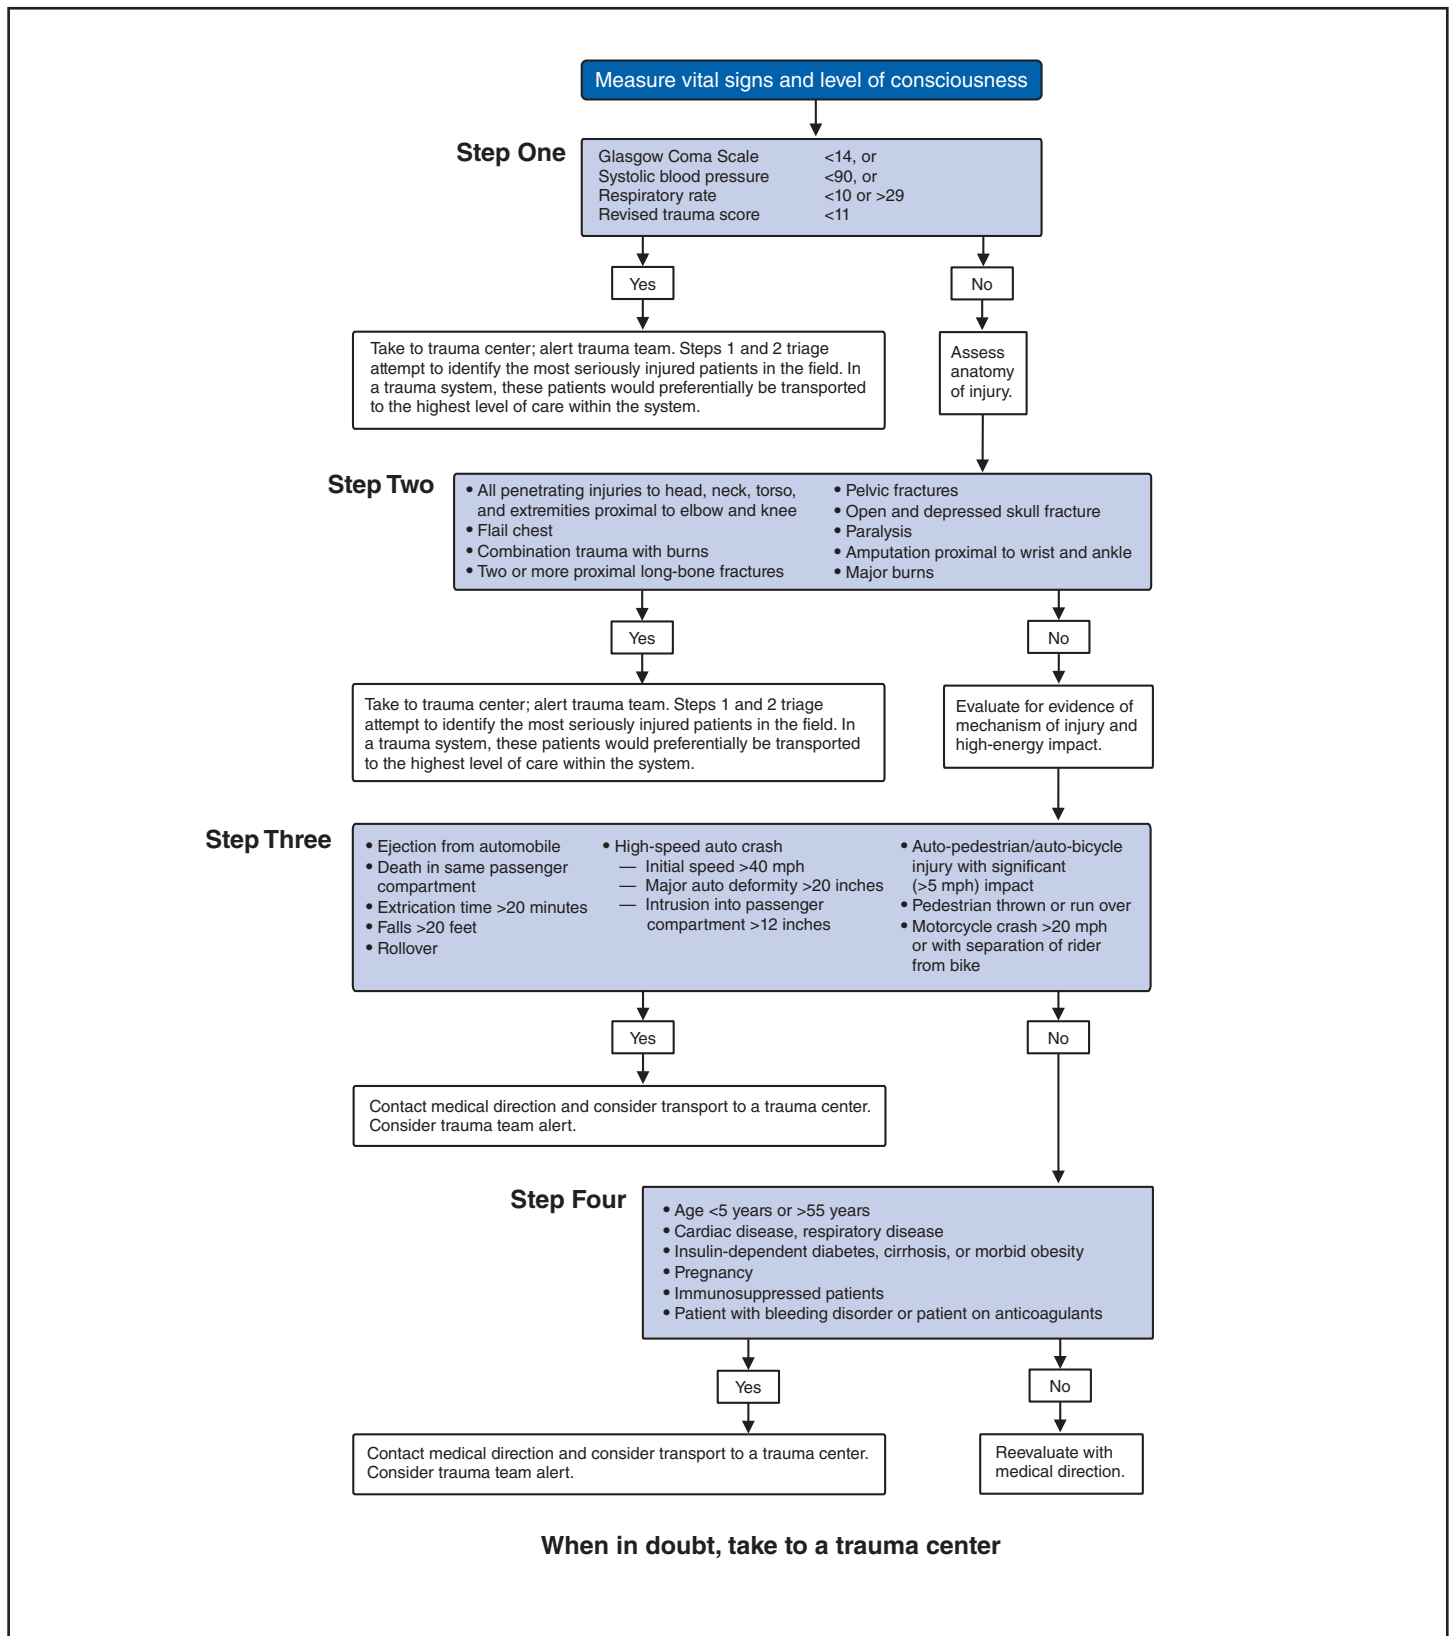 Measure vital signs and level of consciousness
Step One
Glasgow Coma Scale <14, or
Systolic blood pressure <90, or
Respiratory rate <10 or >29
Revised trauma score <11
Yes
No
Take to trauma center; alert trauma team. Steps 1 and 2 triage
attempt to identify the most seriously injured patients in the field. In
a trauma system, these patients would preferentially be transported
to the highest level of care within the system.
Assess
anatomy
of injury.
Step Two
• All penetrating injuries to head, neck, torso,
and extremities proximal to elbow and knee
• Flail chest
• Combination trauma with burns
• Two or more proximal long-bone fractures
• Pelvic fractures
• Open and depressed skull fracture
• Paralysis
• Amputation proximal to wrist and ankle
• Major burns
Yes
No
Take to trauma center; alert trauma team. Steps 1 and 2 triage
attempt to identify the most seriously injured patients in the field. In
a trauma system, these patients would preferentially be transported
to the highest level of care within the system.
Evaluate for evidence of
mechanism of injury and
high-energy impact.
Step Three
• Ejection from automobile
• Death in same passenger
compartment
• Extrication time >20 minutes
• Falls >20 feet
• Rollover
• High-speed auto crash
— Initial speed >40 mph
— Major auto deformity >20 inches
— Intrusion into passenger
compartment >12 inches
• Auto-pedestrian/auto-bicycle
injury with significant
(>5 mph) impact
• Pedestrian thrown or run over
• Motorcycle crash >20 mph
or with separation of rider
from bike
Yes
No
Contact medical direction and consider transport to a trauma center.
Consider trauma team alert.
Step Four
• Age <5 years or >55 years
• Cardiac disease, respiratory disease
• Insulin-dependent diabetes, cirrhosis, or morbid obesity
• Pregnancy
• Immunosuppressed patients
• Patient with bleeding disorder or patient on anticoagulants
Yes
No
Contact medical direction and consider transport to a trauma center.
Consider trauma team alert.
Reevaluate with
medical direction.
When in doubt, take to a trauma center